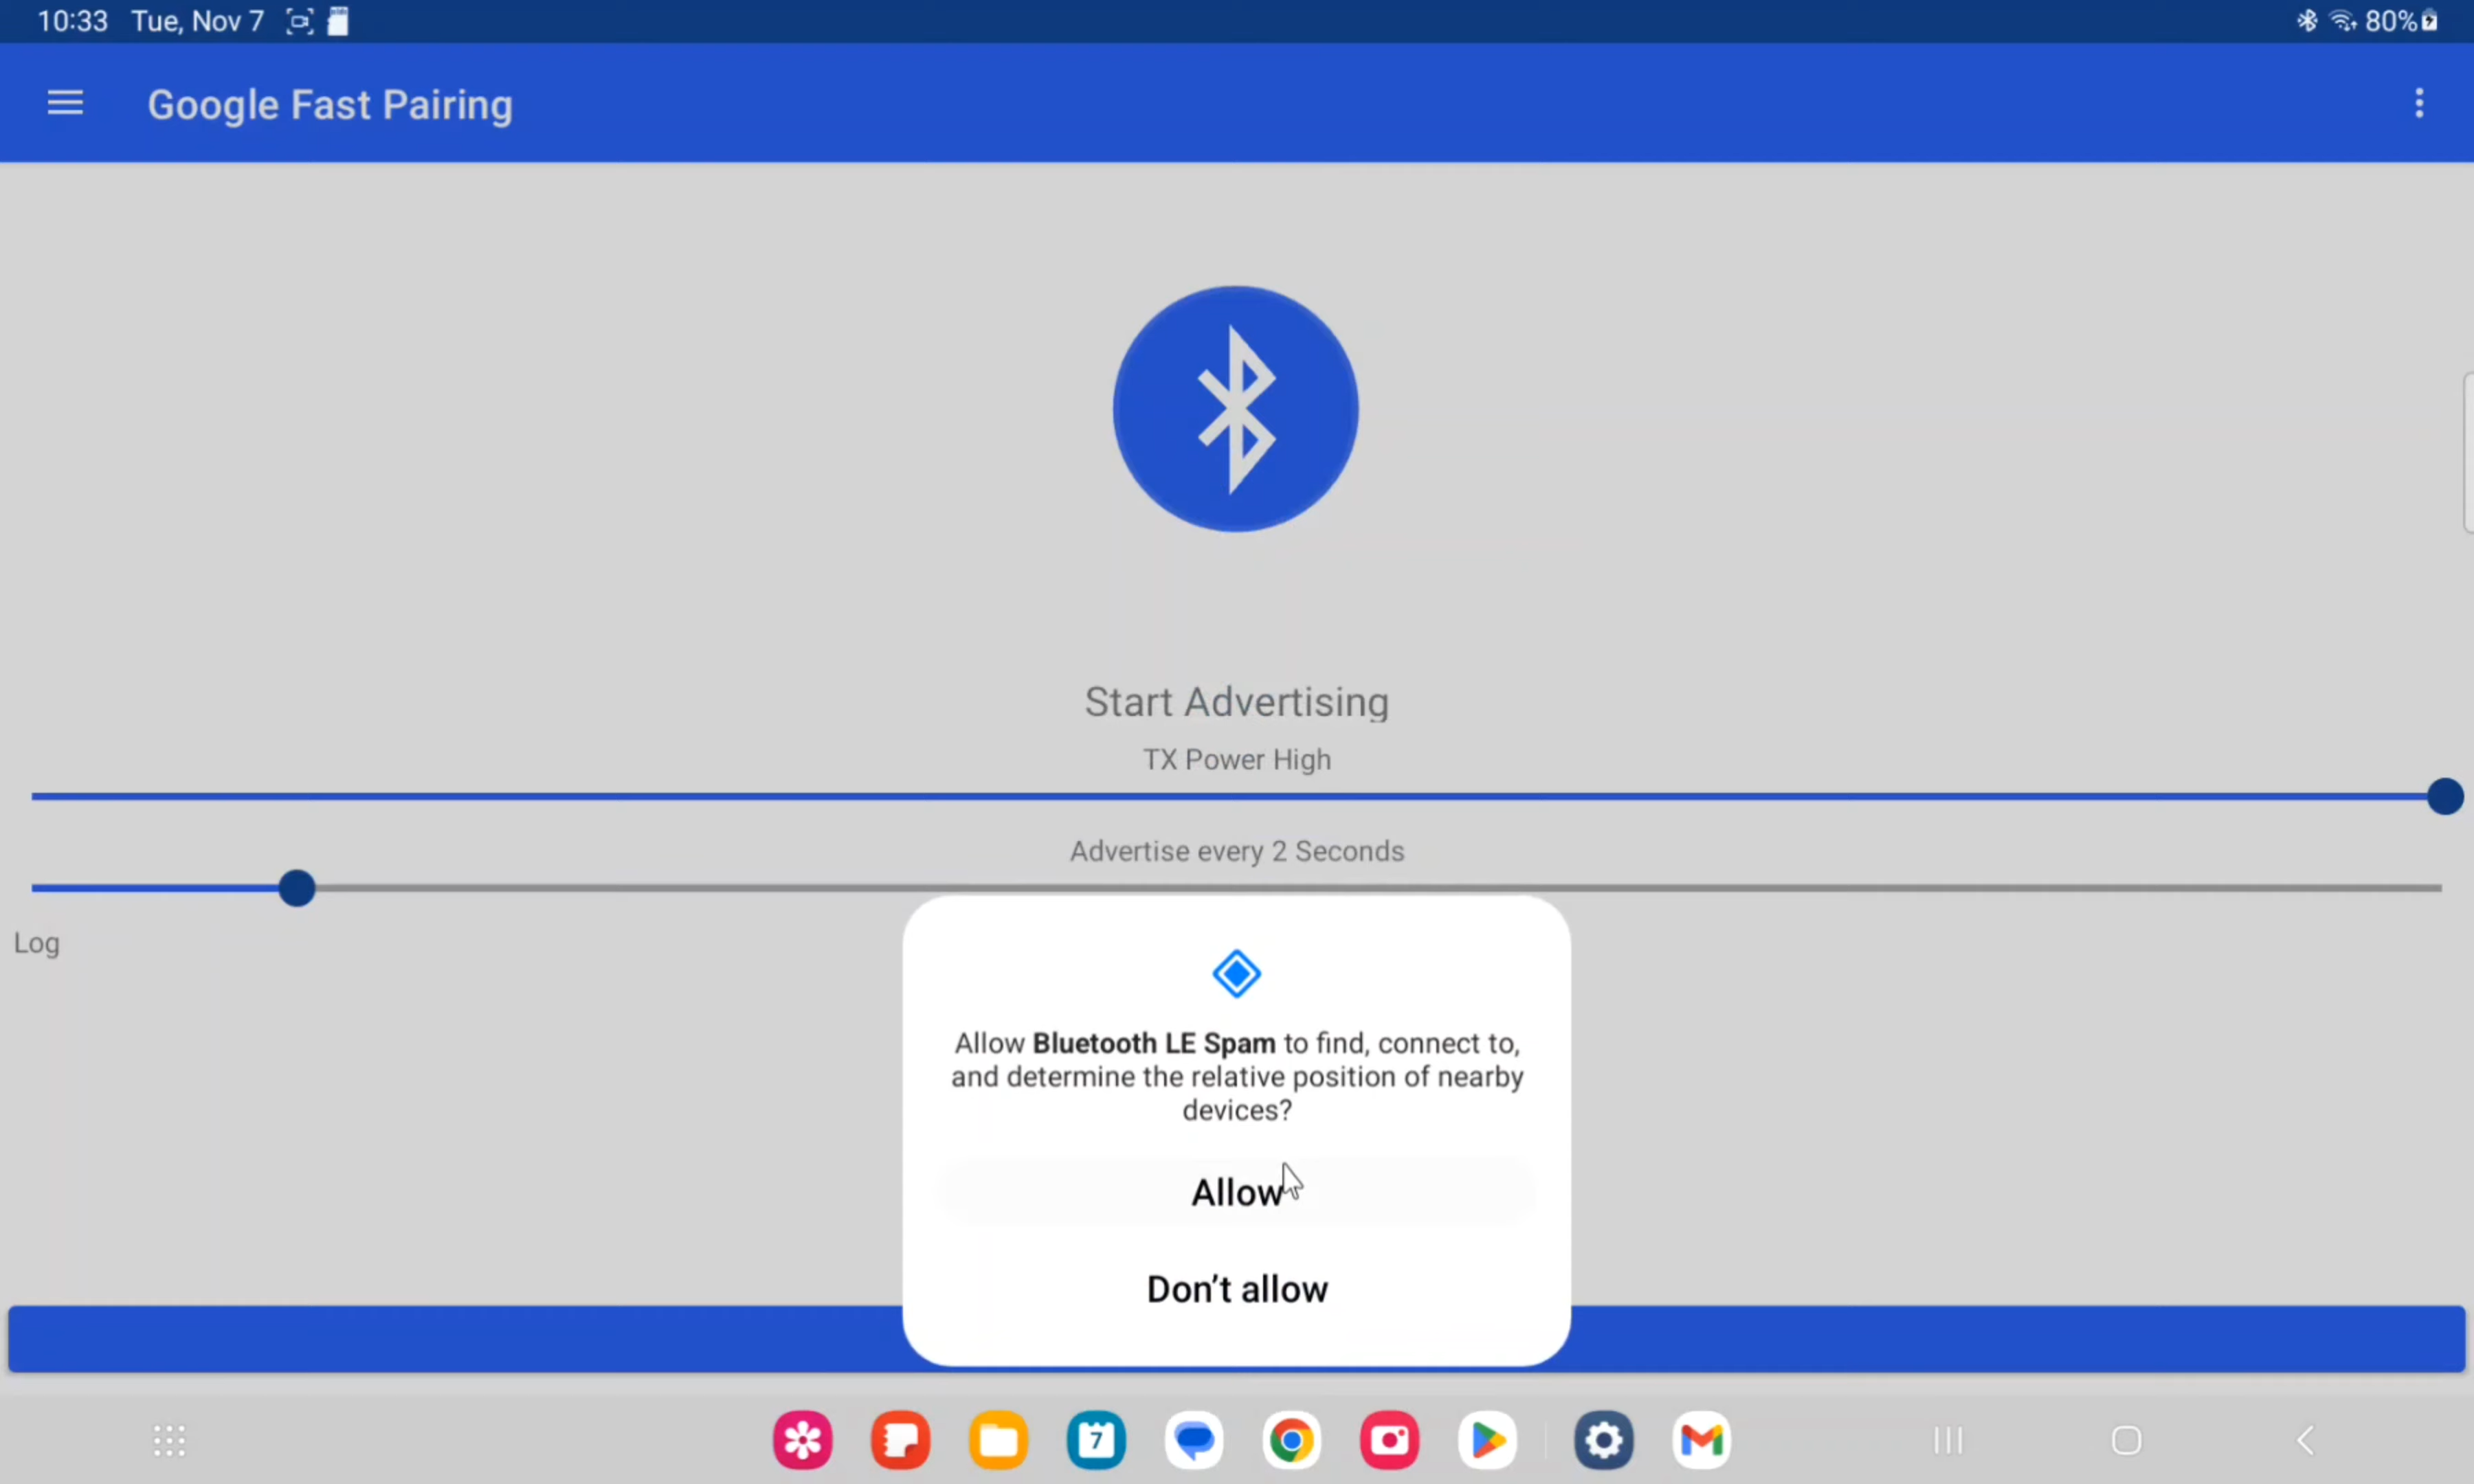 10:33 Tue, Nov 7 80%
Google Fast Pairing
Start Advertising
TX Power High
Advertise every 2 Seconds
Log
Allow Bluetooth LE Spam to find, connect to,
and determine the relative position of nearby
devices?
Allow
Don't allow
7